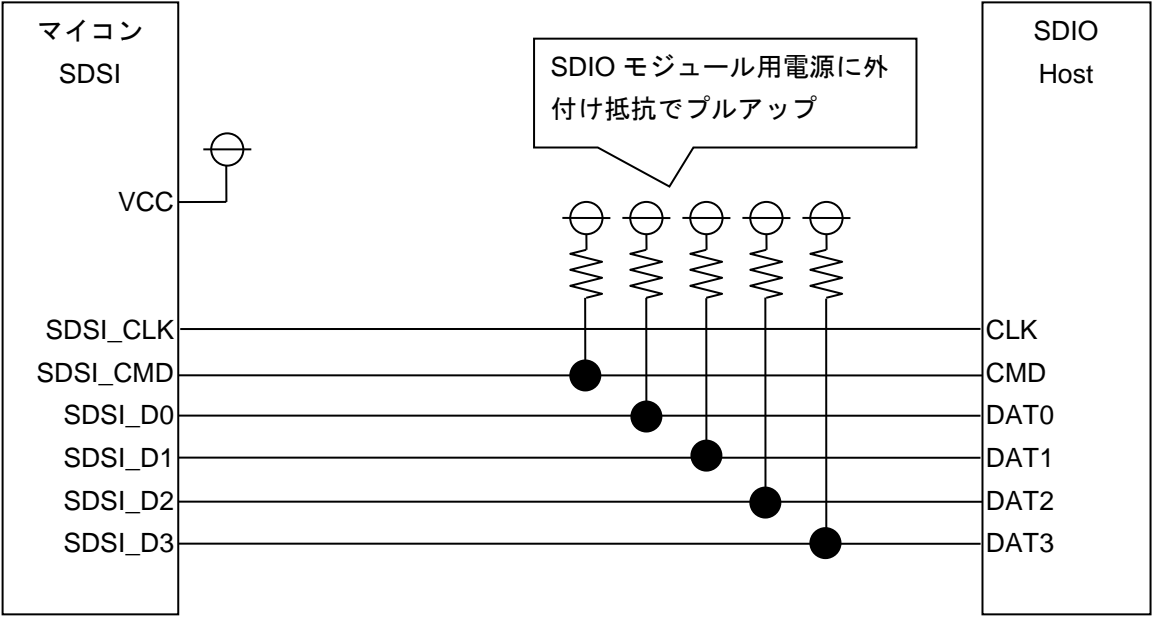 マイコン
SDSI
SDIO
Host
SDIO モジュール用電源に外
付け抵抗でプルアップ
VCC
SDSI_CLK
CLK
SDSI_CMD
CMD
SDSI_D0
DAT0
SDSI_D1
DAT1
SDSI_D2
DAT2
SDSI_D3
DAT3